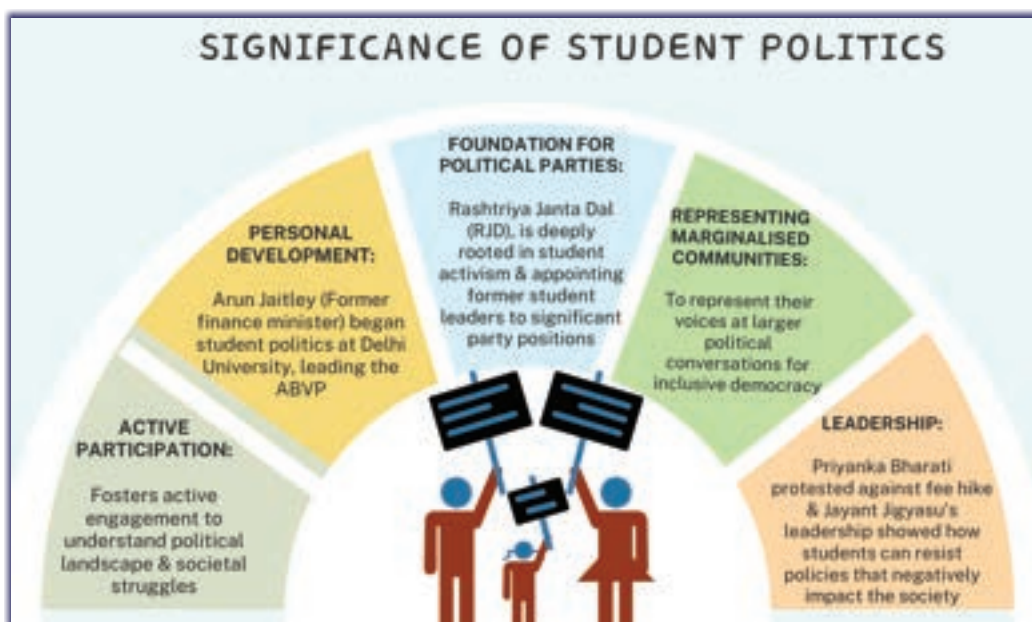 SIGNIFICANCE OF STUDENT POLITICS
ACTIVE
PARTICIPATION:
Fosters active
engagement to
understand political
landscape & societal
struggles
PERSONAL
DEVELOPMENT:
Arun Jaitley (Former
finance minister) began
student politics at Delhi
University, leading the
ABVP
FOUNDATION FOR
POLITICAL PARTIES:
Rashtriya Janta Dal
(RJD), is deeply
rooted in student
activism & appointing
former student
leaders to significant
party positions
REPRESENTING
MARGINALISED
COMMUNITIES:
To represent their
voices at larger
political
conversations for
inclusive democracy
LEADERSHIP:
Priyanka Bharati
protested against fee hike
& Jayant Jigyasu's
leadership showed how
students can resist
policies that negatively
impact the society